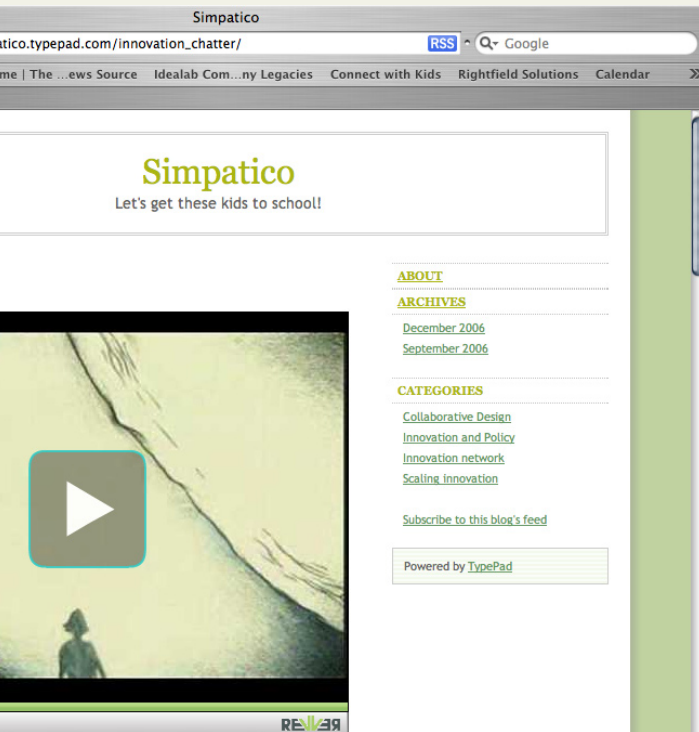 Simpatico
atico.typepad.com/innovation_chatter/
RSS
Google
me | The ...ews Source Idealab Com...ny Legacies Connect with Kids Rightfield Solutions Calendar
Simpatico
Let's get these kids to school!
ABOUT
ARCHIVES
December 2006
September 2006
CATEGORIES
Collaborative Design
Innovation and Policy
Innovation network
Scaling innovation
Subscribe to this blog's feed
Powered by TypePad
REVVER